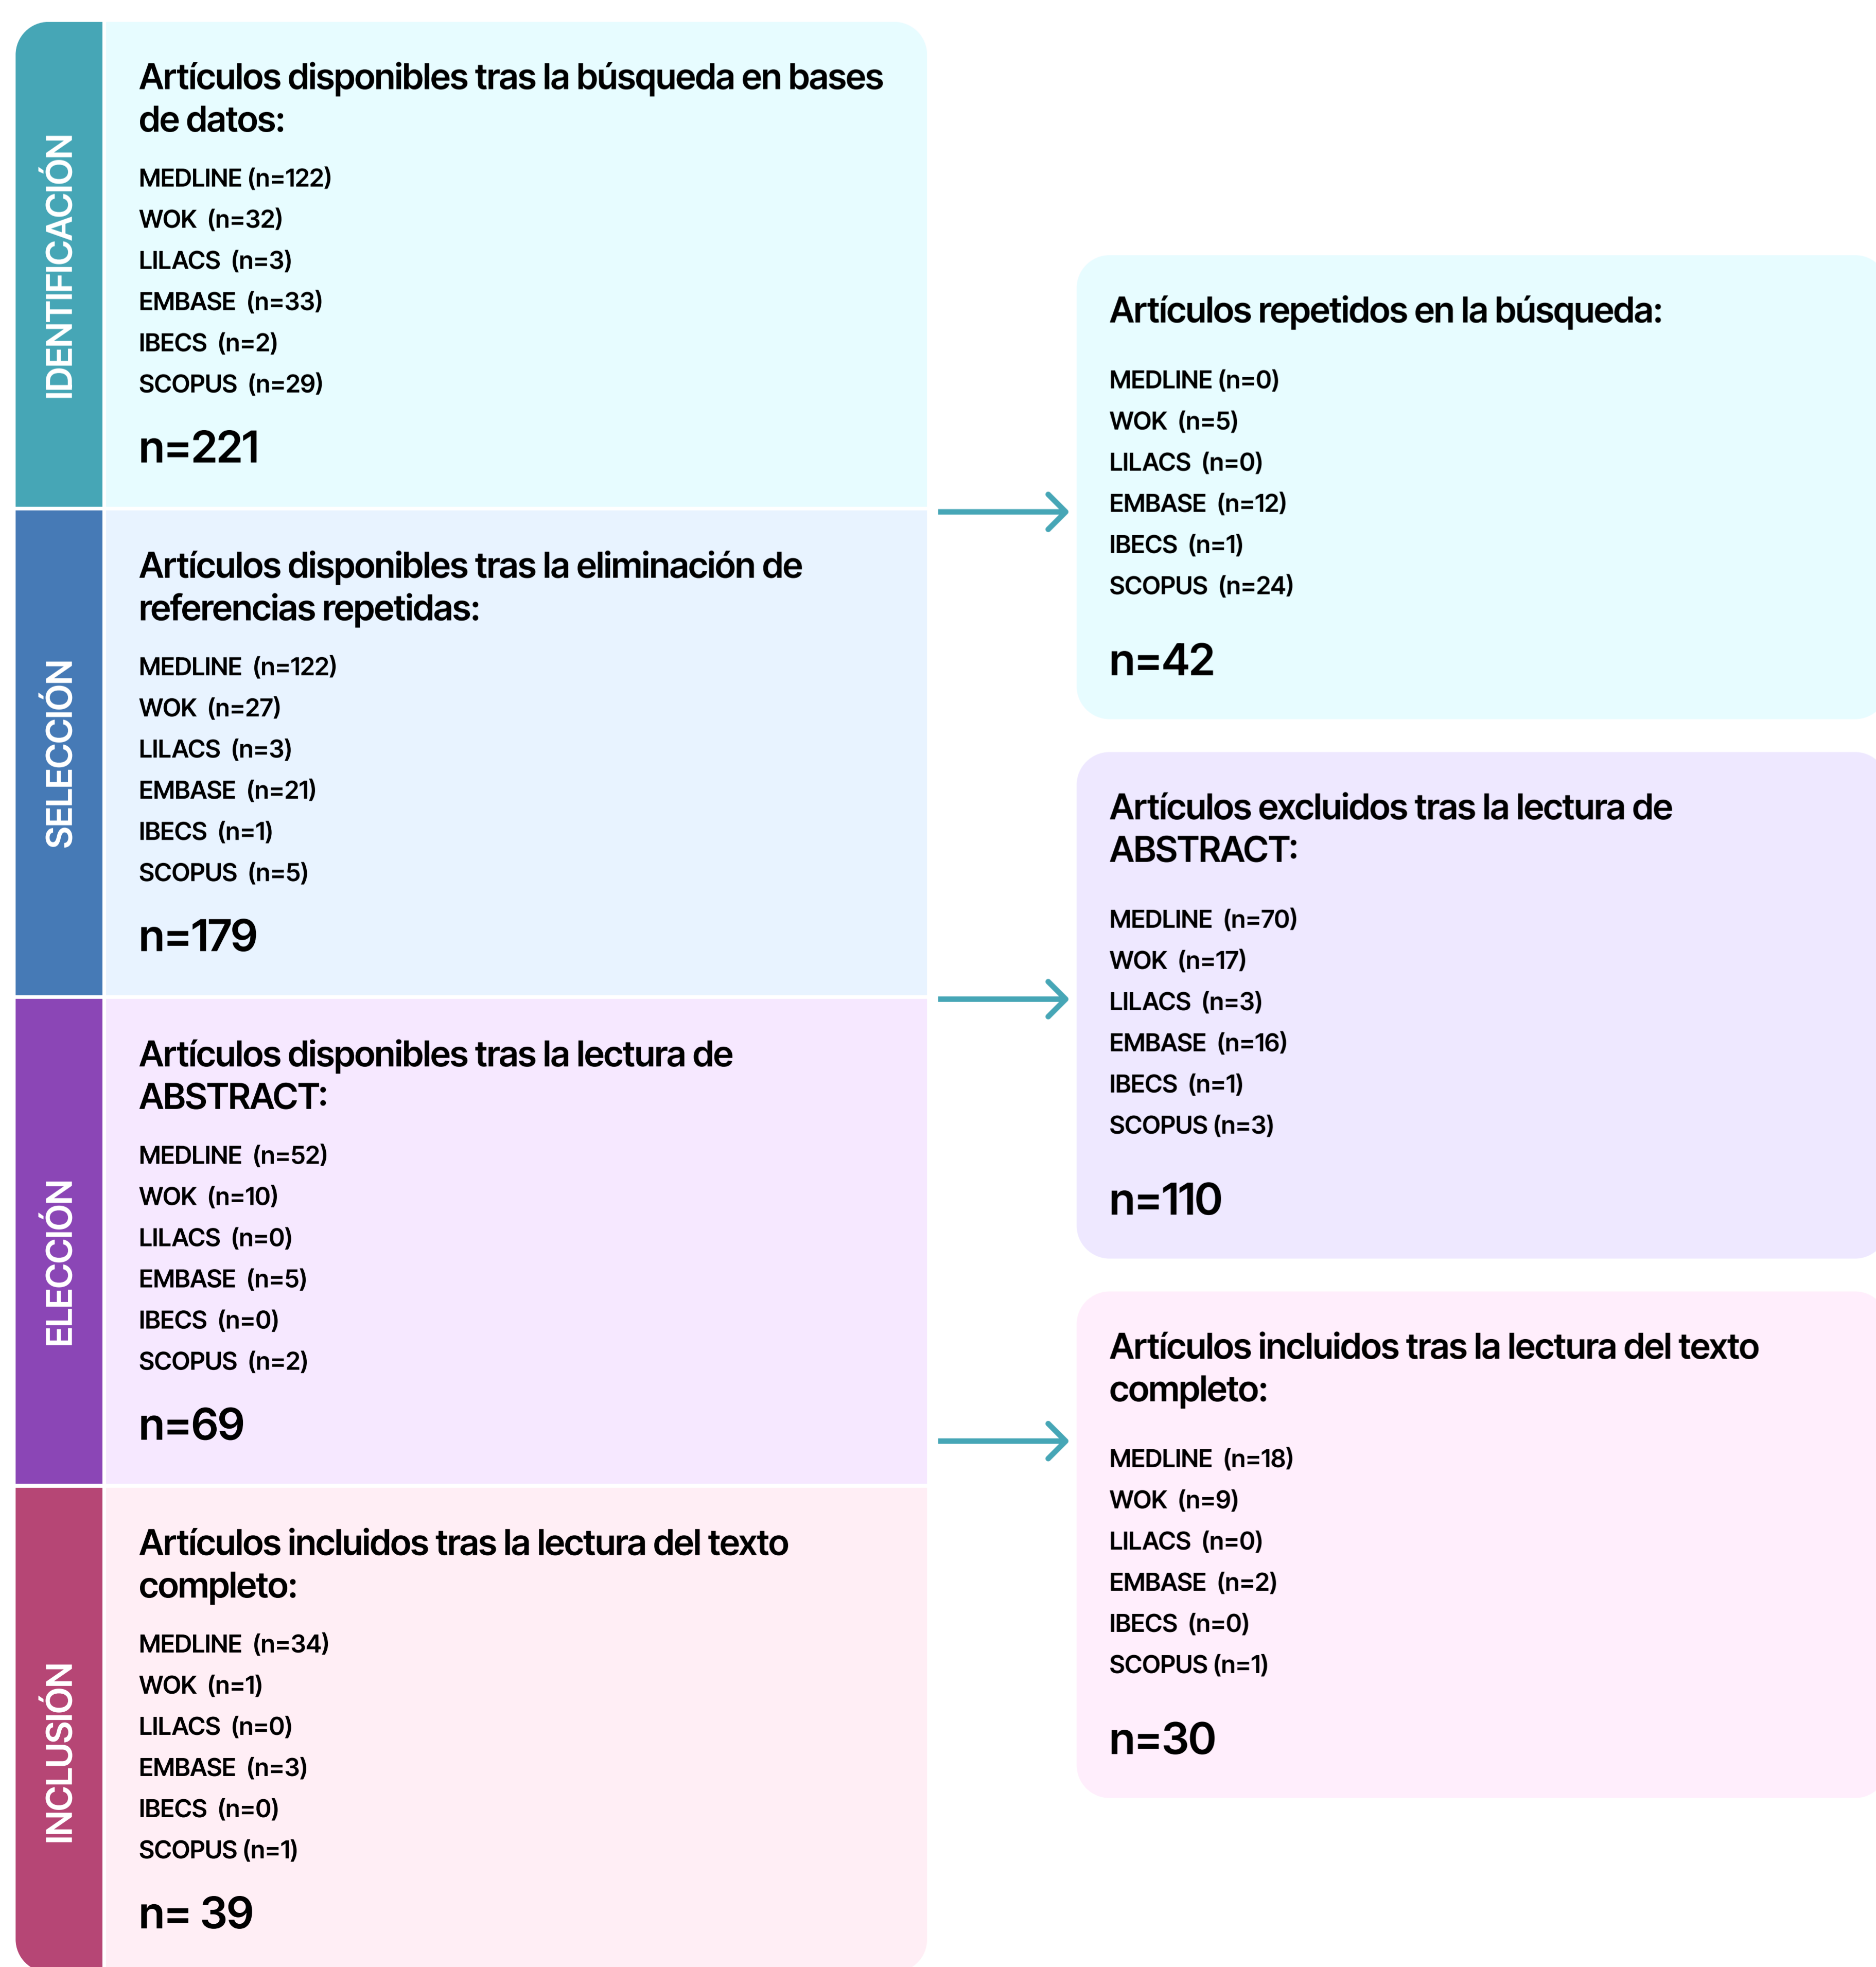 IDENTIFICACIÓN
Artículos disponibles tras la búsqueda en bases
de datos:
MEDLINE (n=122)
WOK (n=32)
LILACS (n=3)
EMBASE (n=33)
IBECS (n=2)
SCOPUS (n=29)
n=221
Artículos repetidos en la búsqueda:
MEDLINE (n=0)
WOK (n=5)
LILACS (n=0)
EMBASE (n=12)
IBECS (n=1)
SCOPUS (n=24)
n=42
SELECCIÓN
Artículos disponibles tras la eliminación de
referencias repetidas:
MEDLINE (n=122)
WOK (n=27)
LILACS (n=3)
EMBASE (n=21)
IBECS (n=1)
SCOPUS (n=5)
n=179
Artículos excluidos tras la lectura de
ABSTRACT:
MEDLINE (n=70)
WOK (n=17)
LILACS (n=3)
EMBASE (n=16)
IBECS (n=1)
SCOPUS (n=3)
n=110
ELECCIÓN
Artículos disponibles tras la lectura de
ABSTRACT:
MEDLINE (n=52)
WOK (n=10)
LILACS (n=0)
EMBASE (n=5)
IBECS (n=0)
SCOPUS (n=2)
n=69
Artículos incluidos tras la lectura del texto
completo:
MEDLINE (n=18)
WOK (n=9)
LILACS (n=0)
EMBASE (n=2)
IBECS (n=0)
SCOPUS (n=1)
n=30
INCLUSIÓN
Artículos incluidos tras la lectura del texto
completo:
MEDLINE (n=34)
WOK (n=1)
LILACS (n=0)
EMBASE (n=3)
IBECS (n=0)
SCOPUS (n=1)
n= 39